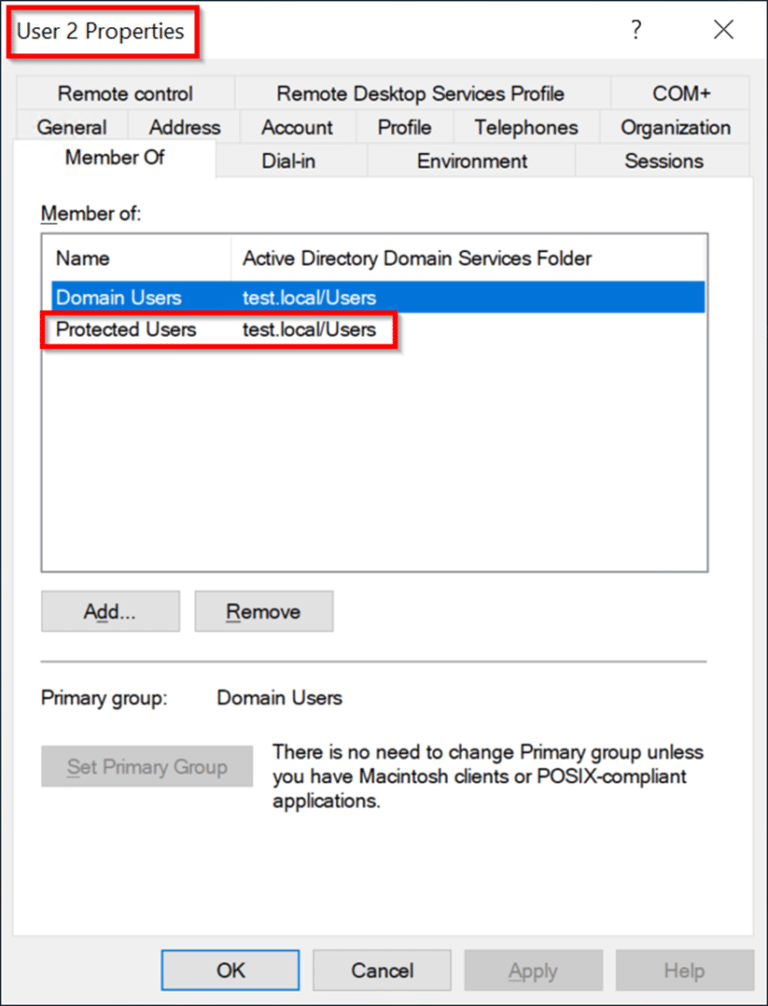 User 2 Properties
?
Remote control Remote Desktop Services Profile COM+
General Address Account Profile Telephones Organization
Member Of Dial-in Environment Sessions
Member of:
Name Active Directory Domain Services Folder
Domain Users test.local/Users
Protected Users test.local/Users
Add... Remove
Primary group: Domain Users
Set Primary Group
There is no need to change Primary group unless
you have Macintosh clients or POSIX-compliant
applications.
OK Cancel Apply Help